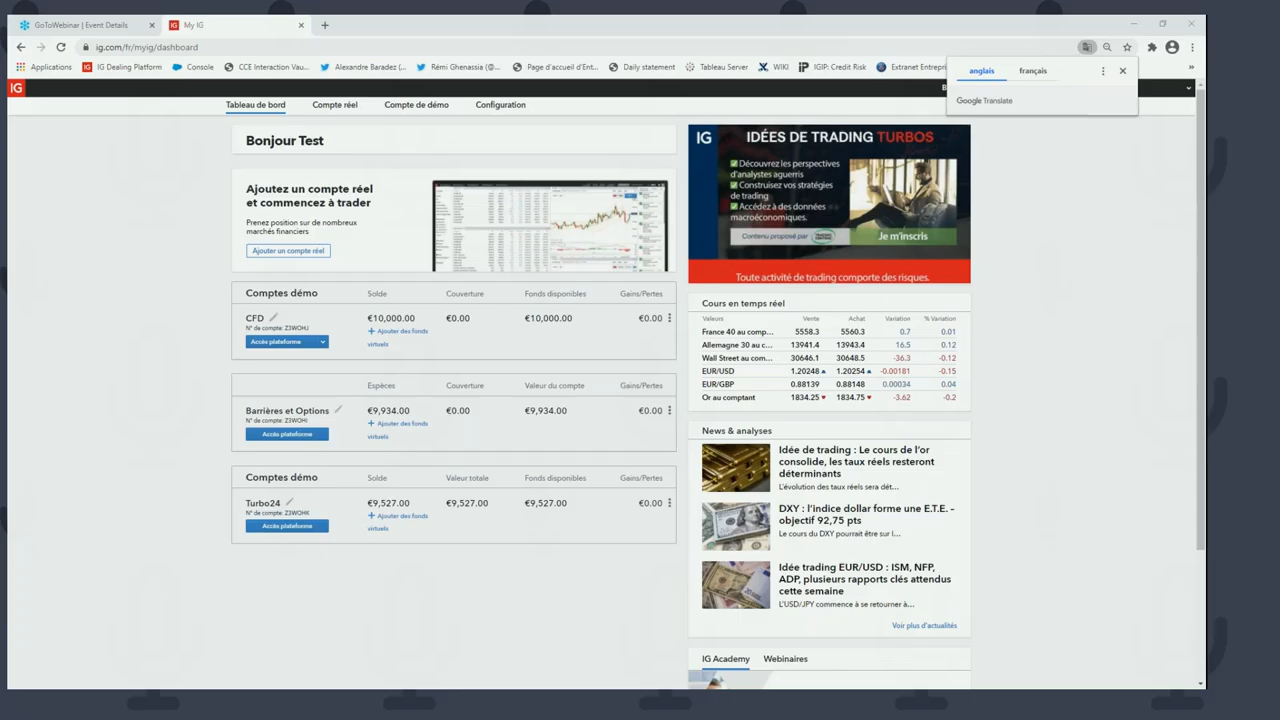 GoToWebinar | Event Details
My IG
ig.com/fr/myig/dashboard
Applications
IG Dealing Platform
Console
CCE Interaction Vau...
Alexandre Baradez (...
Rémi Ghenassia (@...
Page d'accueil d'Ent...
Daily statement
Tableau Server
WIKI
IGIP: Credit Risk
Extranet Entrepri
»
anglais
français
Google Translate
IG
Tableau de bord
Compte réel
Compte de démo
Configuration
Bonjour Test
Ajoutez un compte réel
et commencez à trader
Prenez position sur de nombreux
marchés financiers
Ajouter un compte réel
Comptes démo
Solde
Couverture
Fonds disponibles
Gains/Pertes
CFD
€10,000.00
€0.00
€10,000.00
€0.00
N° de compte: Z3WOHJ
+ Ajouter des fonds
virtuels
Accès plateforme
Espèces
Couverture
Valeur du compte
Gains/Pertes
Barrières et Options
€9,934.00
€0.00
€9,934.00
€0.00
N° de compte: Z3WOHI
+ Ajouter des fonds
virtuels
Accès plateforme
Comptes démo
Solde
Valeur totale
Fonds disponibles
Gains/Pertes
Turbo24
€9,527.00
€9,527.00
€9,527.00
€0.00
N° de compte: Z3WOHK
+ Ajouter des fonds
virtuels
Accès plateforme
IG
IDÉES DE TRADING TURBOS
Découvrez les perspectives
d'analystes aguerris
Construisez vos stratégies
de trading
Accédez à des données
macroéconomiques.
Contenu proposé par
Je m'inscris
Toute activité de trading comporte des risques.
Cours en temps réel
Valeurs Vente Achat Variation % Variation
France 40 au comp... 5558.3 5560.3 0.7 0.01
Allemagne 30 au c... 13941.4 13943.4 16.5 0.12
Wall Street au com... 30646.1 30648.5 -36.3 -0.12
EUR/USD 1.20248 1.20254 -0.00181 -0.15
EUR/GBP 0.88139 0.88148 0.00034 0.04
Or au comptant 1834.25 1834.75 -3.62 -0.2
News & analyses
Idée de trading : Le cours de l'or
consolide, les taux réels resteront
déterminants
L'évolution des taux réels sera dét...
DXY : l'indice dollar forme une E.T.E. –
objectif 92,75 pts
Le cours du DXY pourrait être sur l...
Idée trading EUR/USD : ISM, NFP,
ADP, plusieurs rapports clés attendus
cette semaine
L'USD/JPY commence à se retourner à...
Voir plus d'actualités
IG Academy
Webinaires